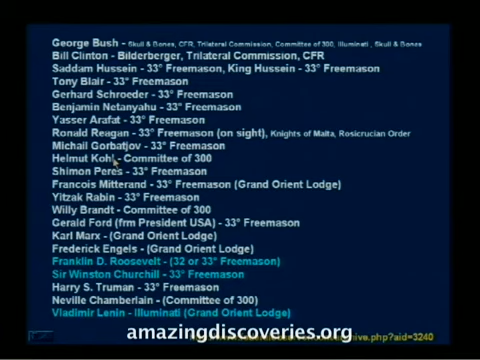 George Bush - Skull & Bones, CFR, Trilateral Commission, Committee of 300, Illuminati , Skull & Bones
Bill Clinton - Bilderberger, Trilateral Commission, CFR
Saddam Hussein - 33° Freemason, King Hussein - 33° Freemason
Tony Blair - 33° Freemason
Gerhard Schroeder - 33° Freemason
Benjamin Netanyahu - 33° Freemason
Yasser Arafat - 33° Freemason
Ronald Reagan - 33° Freemason (on sight), Knights of Malta, Rosicrucian Order
Michail Gorbatjov - 33° Freemason
Helmut Kohl - Committee of 300
Shimon Peres - 33° Freemason
Francois Mitterand - 33° Freemason (Grand Orient Lodge)
Yitzak Rabin - 33° Freemason
Willy Brandt - Committee of 300
Gerald Ford (frm President USA) - 33° Freemason
Karl Marx - (Grand Orient Lodge)
Frederick Engels - (Grand Orient Lodge)
Franklin D. Roosevelt - (32 or 33° Freemason)
Sir Winston Churchill - 33° Freemason
Harry S. Truman - 33° Freemason
Neville Chamberlain - (Committee of 300)
Vladimir Lenin - Illuminati (Grand Orient Lodge)
amazingdiscoveries.org
hive.php?aid=3240